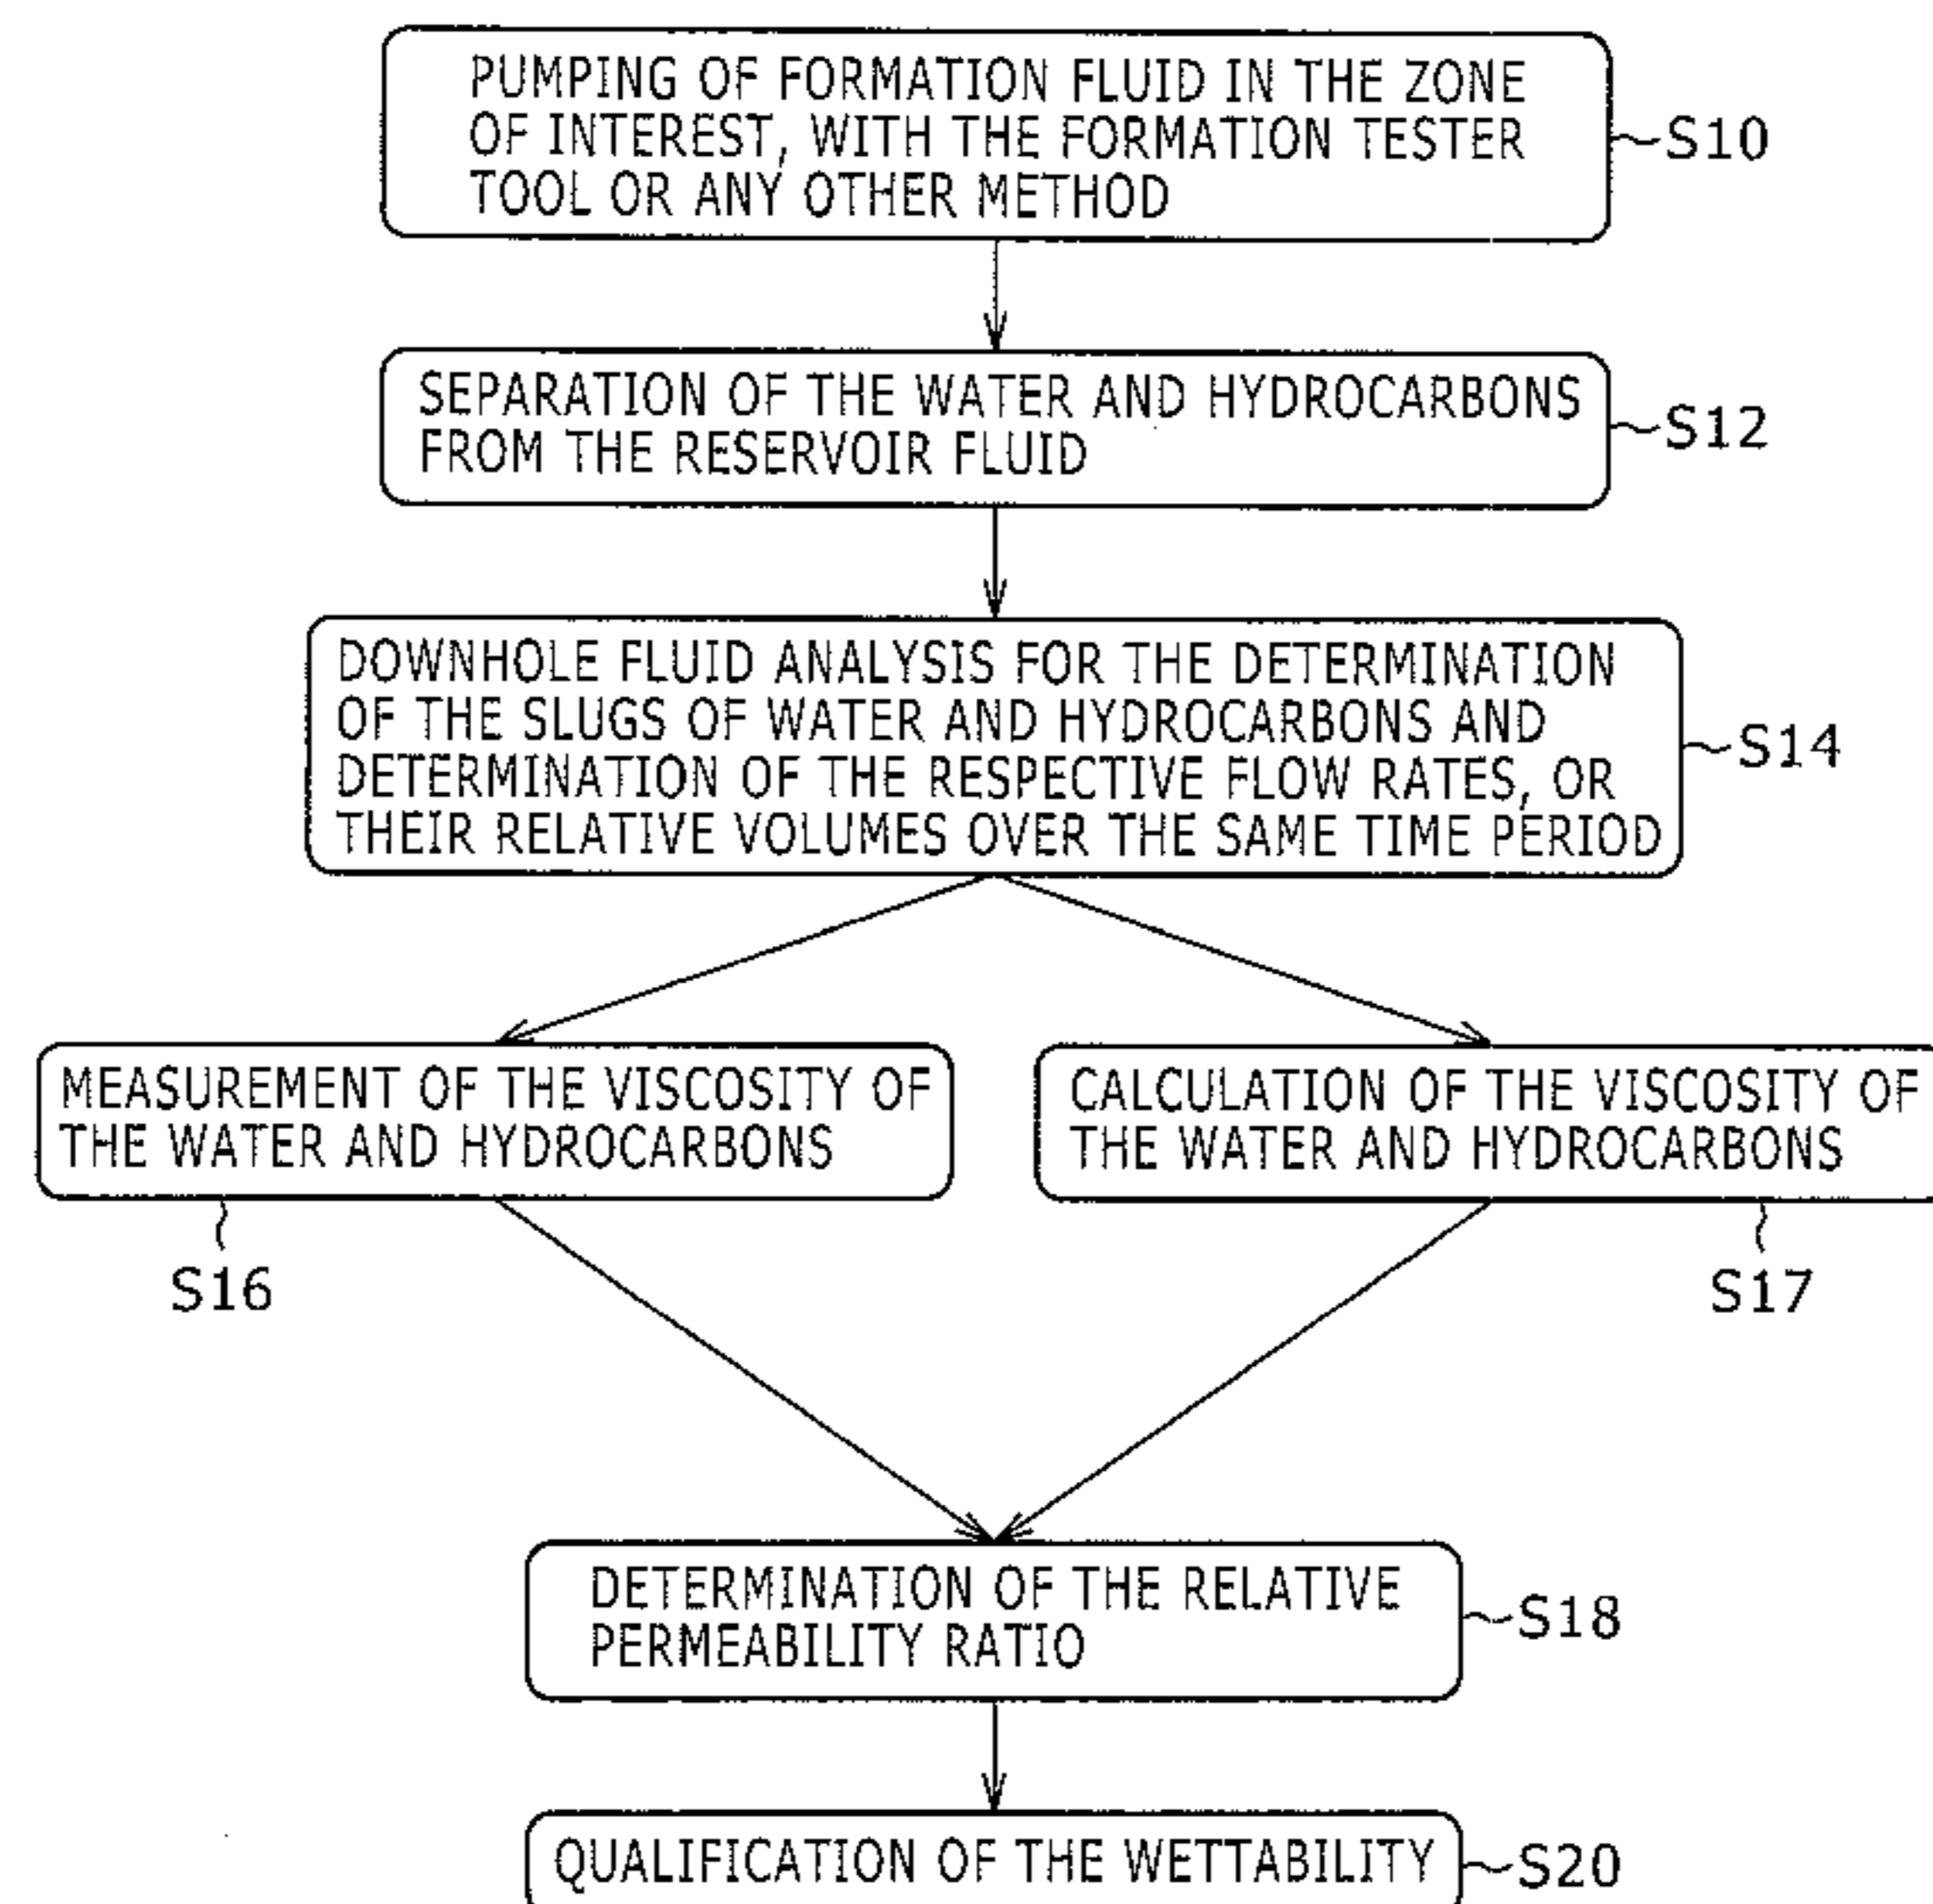 PUMPING OF FORMATION FLUID IN THE ZONE
OF INTEREST, WITH THE FORMATION TESTER
TOOL OR ANY OTHER METHOD
S10
SEPARATION OF THE WATER AND HYDROCARBONS
FROM THE RESERVOIR FLUID
S12
DOWNHOLE FLUID ANALYSIS FOR THE DETERMINATION
OF THE SLUGS OF WATER AND HYDROCARBONS AND
DETERMINATION OF THE RESPECTIVE FLOW RATES, OR
THEIR RELATIVE VOLUMES OVER THE SAME TIME PERIOD
S14
MEASUREMENT OF THE VISCOSITY OF
THE WATER AND HYDROCARBONS
S16
CALCULATION OF THE VISCOSITY OF
THE WATER AND HYDROCARBONS
S17
DETERMINATION OF THE RELATIVE
PERMEABILITY RATIO
S18
QUALIFICATION OF THE WETTABILITY
S20